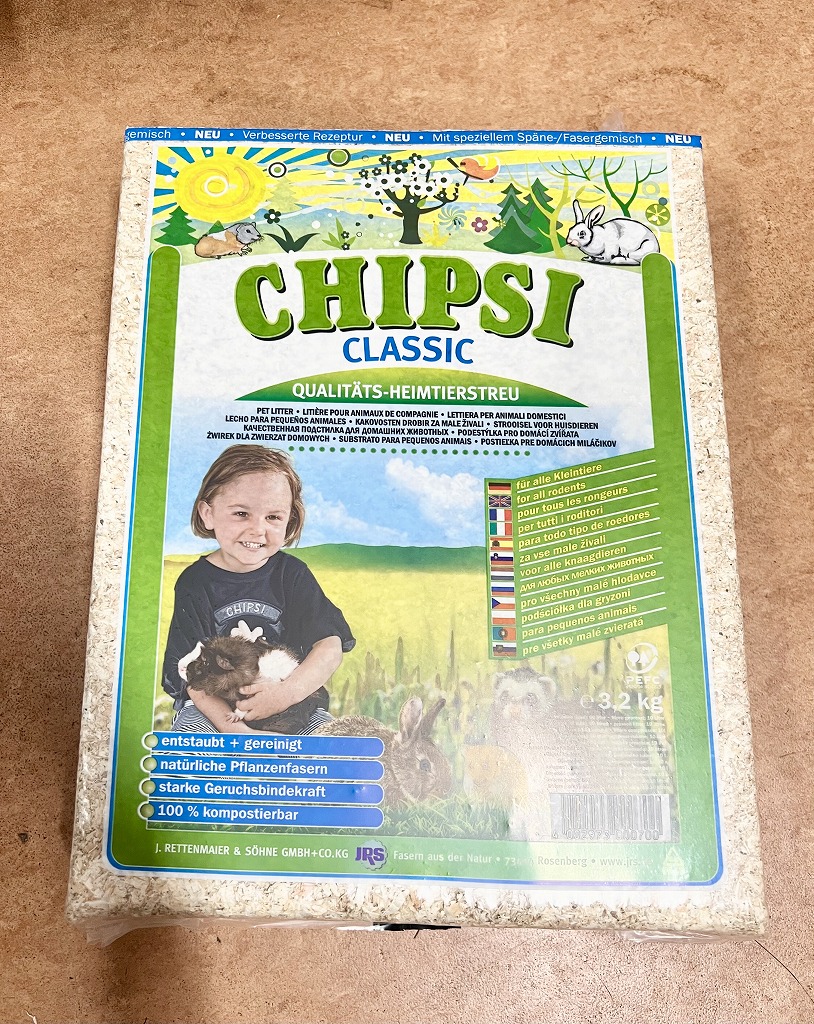 gemisch • NEU • Verbesserte Rezeptur • NEU • Mit speziellem Späne-/Fasergemisch • NEU
CHIPSI
CLASSIC
QUALITÄTS-HEIMTIERSTREU
PET LITTER • LITIÈRE POUR ANIMAUX DE COMPAGNIE • LETTIERA PER ANIMALI DOMESTICI
LECHO PARA PEQUEÑOS ANIMALES • KAKOVOSTEN DROBIR ZA MALE ŽIVALI • STROOISEL VOOR HUISDIEREN
КАЧЕСТВЕННАЯ ПОДСТИЛКА ДЛЯ ДОМАШНИХ ЖИВОТНЫХ • PODESTÝLKA PRO DOMÁCÍ ZVÍŘATA
ŻWIREK DLA ZWIERZAT DOMOWYCH • SUBSTRATO PARA PEQUENOS ANIMAIS • POSTIEĽKA PRE DOMÁCICH MILÁČIKOV
für alle Kleintiere
for all rodents
pour tous les rongeurs
per tutti i roditori
para todo tipo de roedores
za vse male živali
voor alle knaagdieren
для любых мелких животных
pro všechny malé hlodavce
podściółka dla gryzoni
para pequenos animais
pre všetky malé zvieratá
CHIPSI
PEFC
e 3,2 kg
entstaubt + gereinigt
natürliche Pflanzenfasern
starke Geruchsbindekraft
100 % kompostierbar
J. RETTENMAIER & SÖHNE GMBH+CO.KG JRS Fasern aus der Natur • Rosenberg •